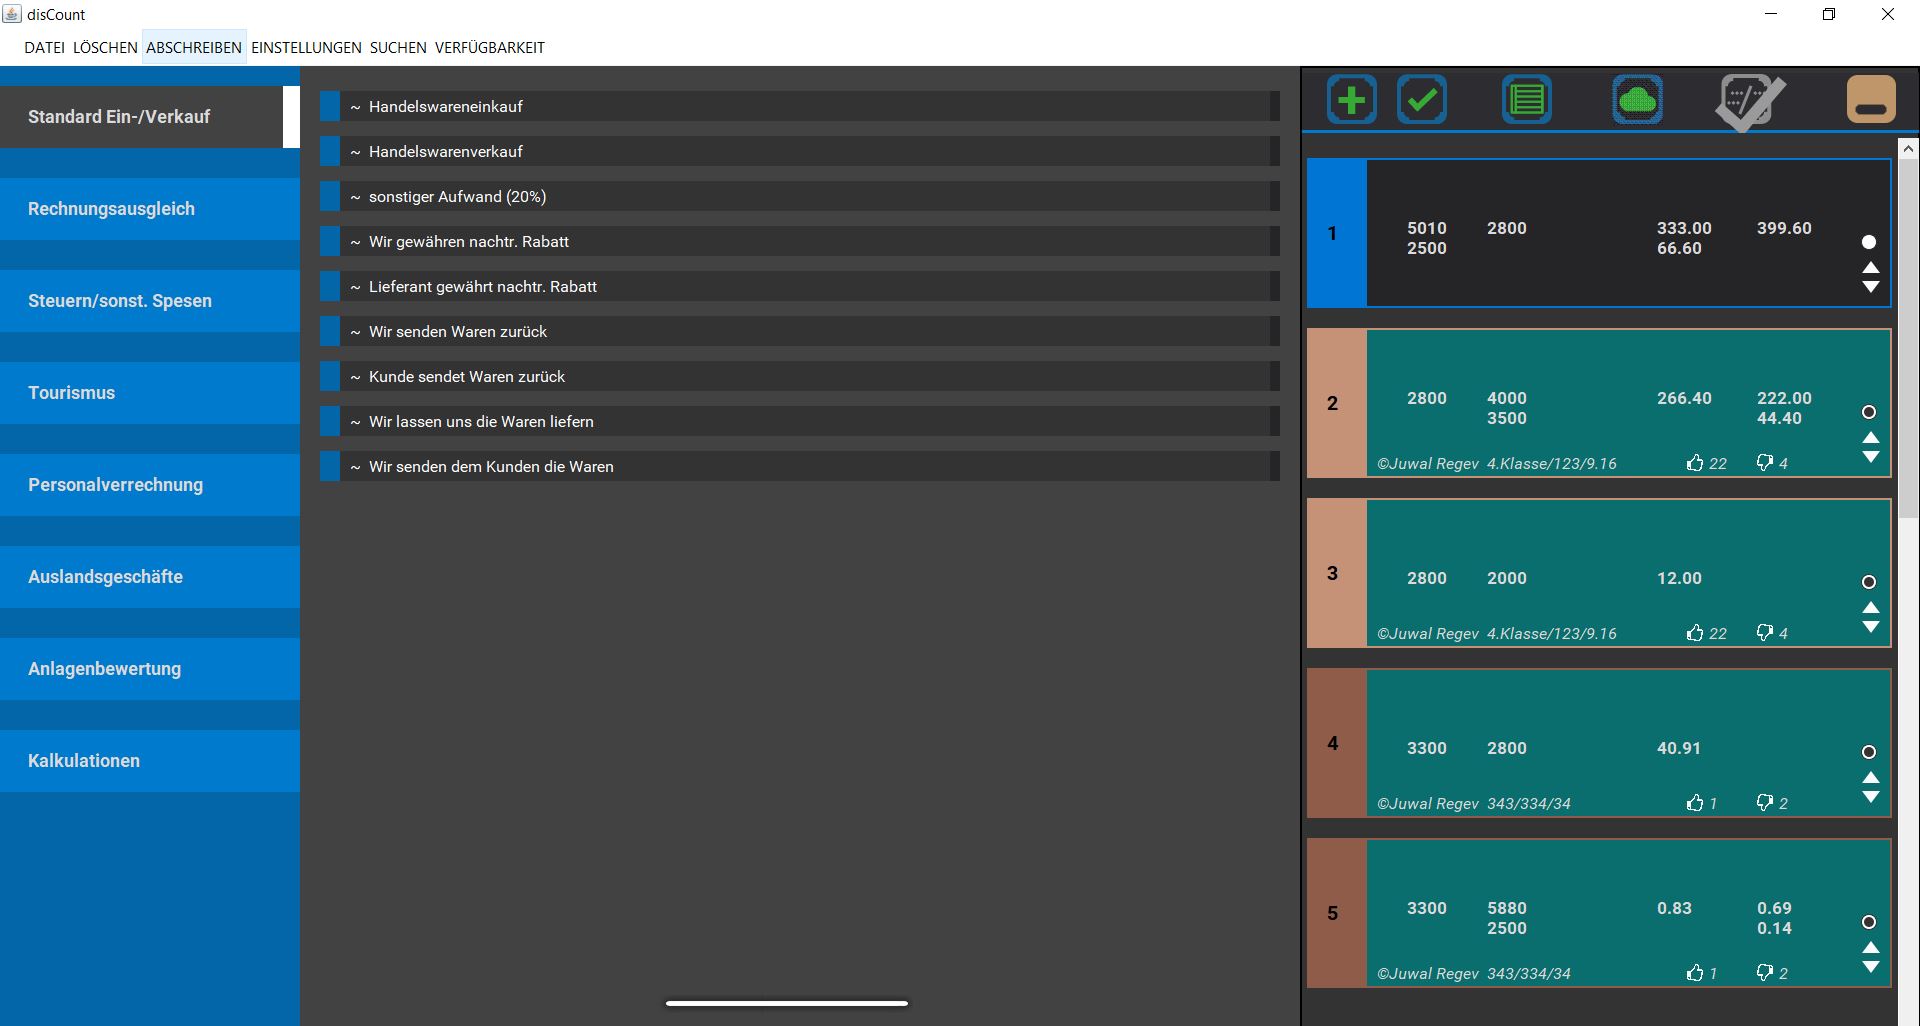 disCount
DATEI LÖSCHEN ABSCHREIBEN EINSTELLUNGEN SUCHEN VERFÜGBARKEIT
Standard Ein-/Verkauf
Rechnungsausgleich
Steuern/sonst. Spesen
Tourismus
Personalverrechnung
Auslandsgeschäfte
Anlagenbewertung
Kalkulationen
~ Handelswareneinkauf
~ Handelswarenverkauf
~ sonstiger Aufwand (20%)
~ Wir gewähren nachtr. Rabatt
~ Lieferant gewährt nachtr. Rabatt
~ Wir senden Waren zurück
~ Kunde sendet Waren zurück
~ Wir lassen uns die Waren liefern
~ Wir senden dem Kunden die Waren
1
5010 2800 333.00 399.60
2500 66.60
2
2800 4000 266.40 222.00
3500 44.40
©Juwal Regev 4.Klasse/123/9.16 22 4
3
2800 2000 12.00
©Juwal Regev 4.Klasse/123/9.16 22 4
4
3300 2800 40.91
©Juwal Regev 343/334/34 1 2
5
3300 5880 0.83 0.69
2500 0.14
©Juwal Regev 343/334/34 1 2